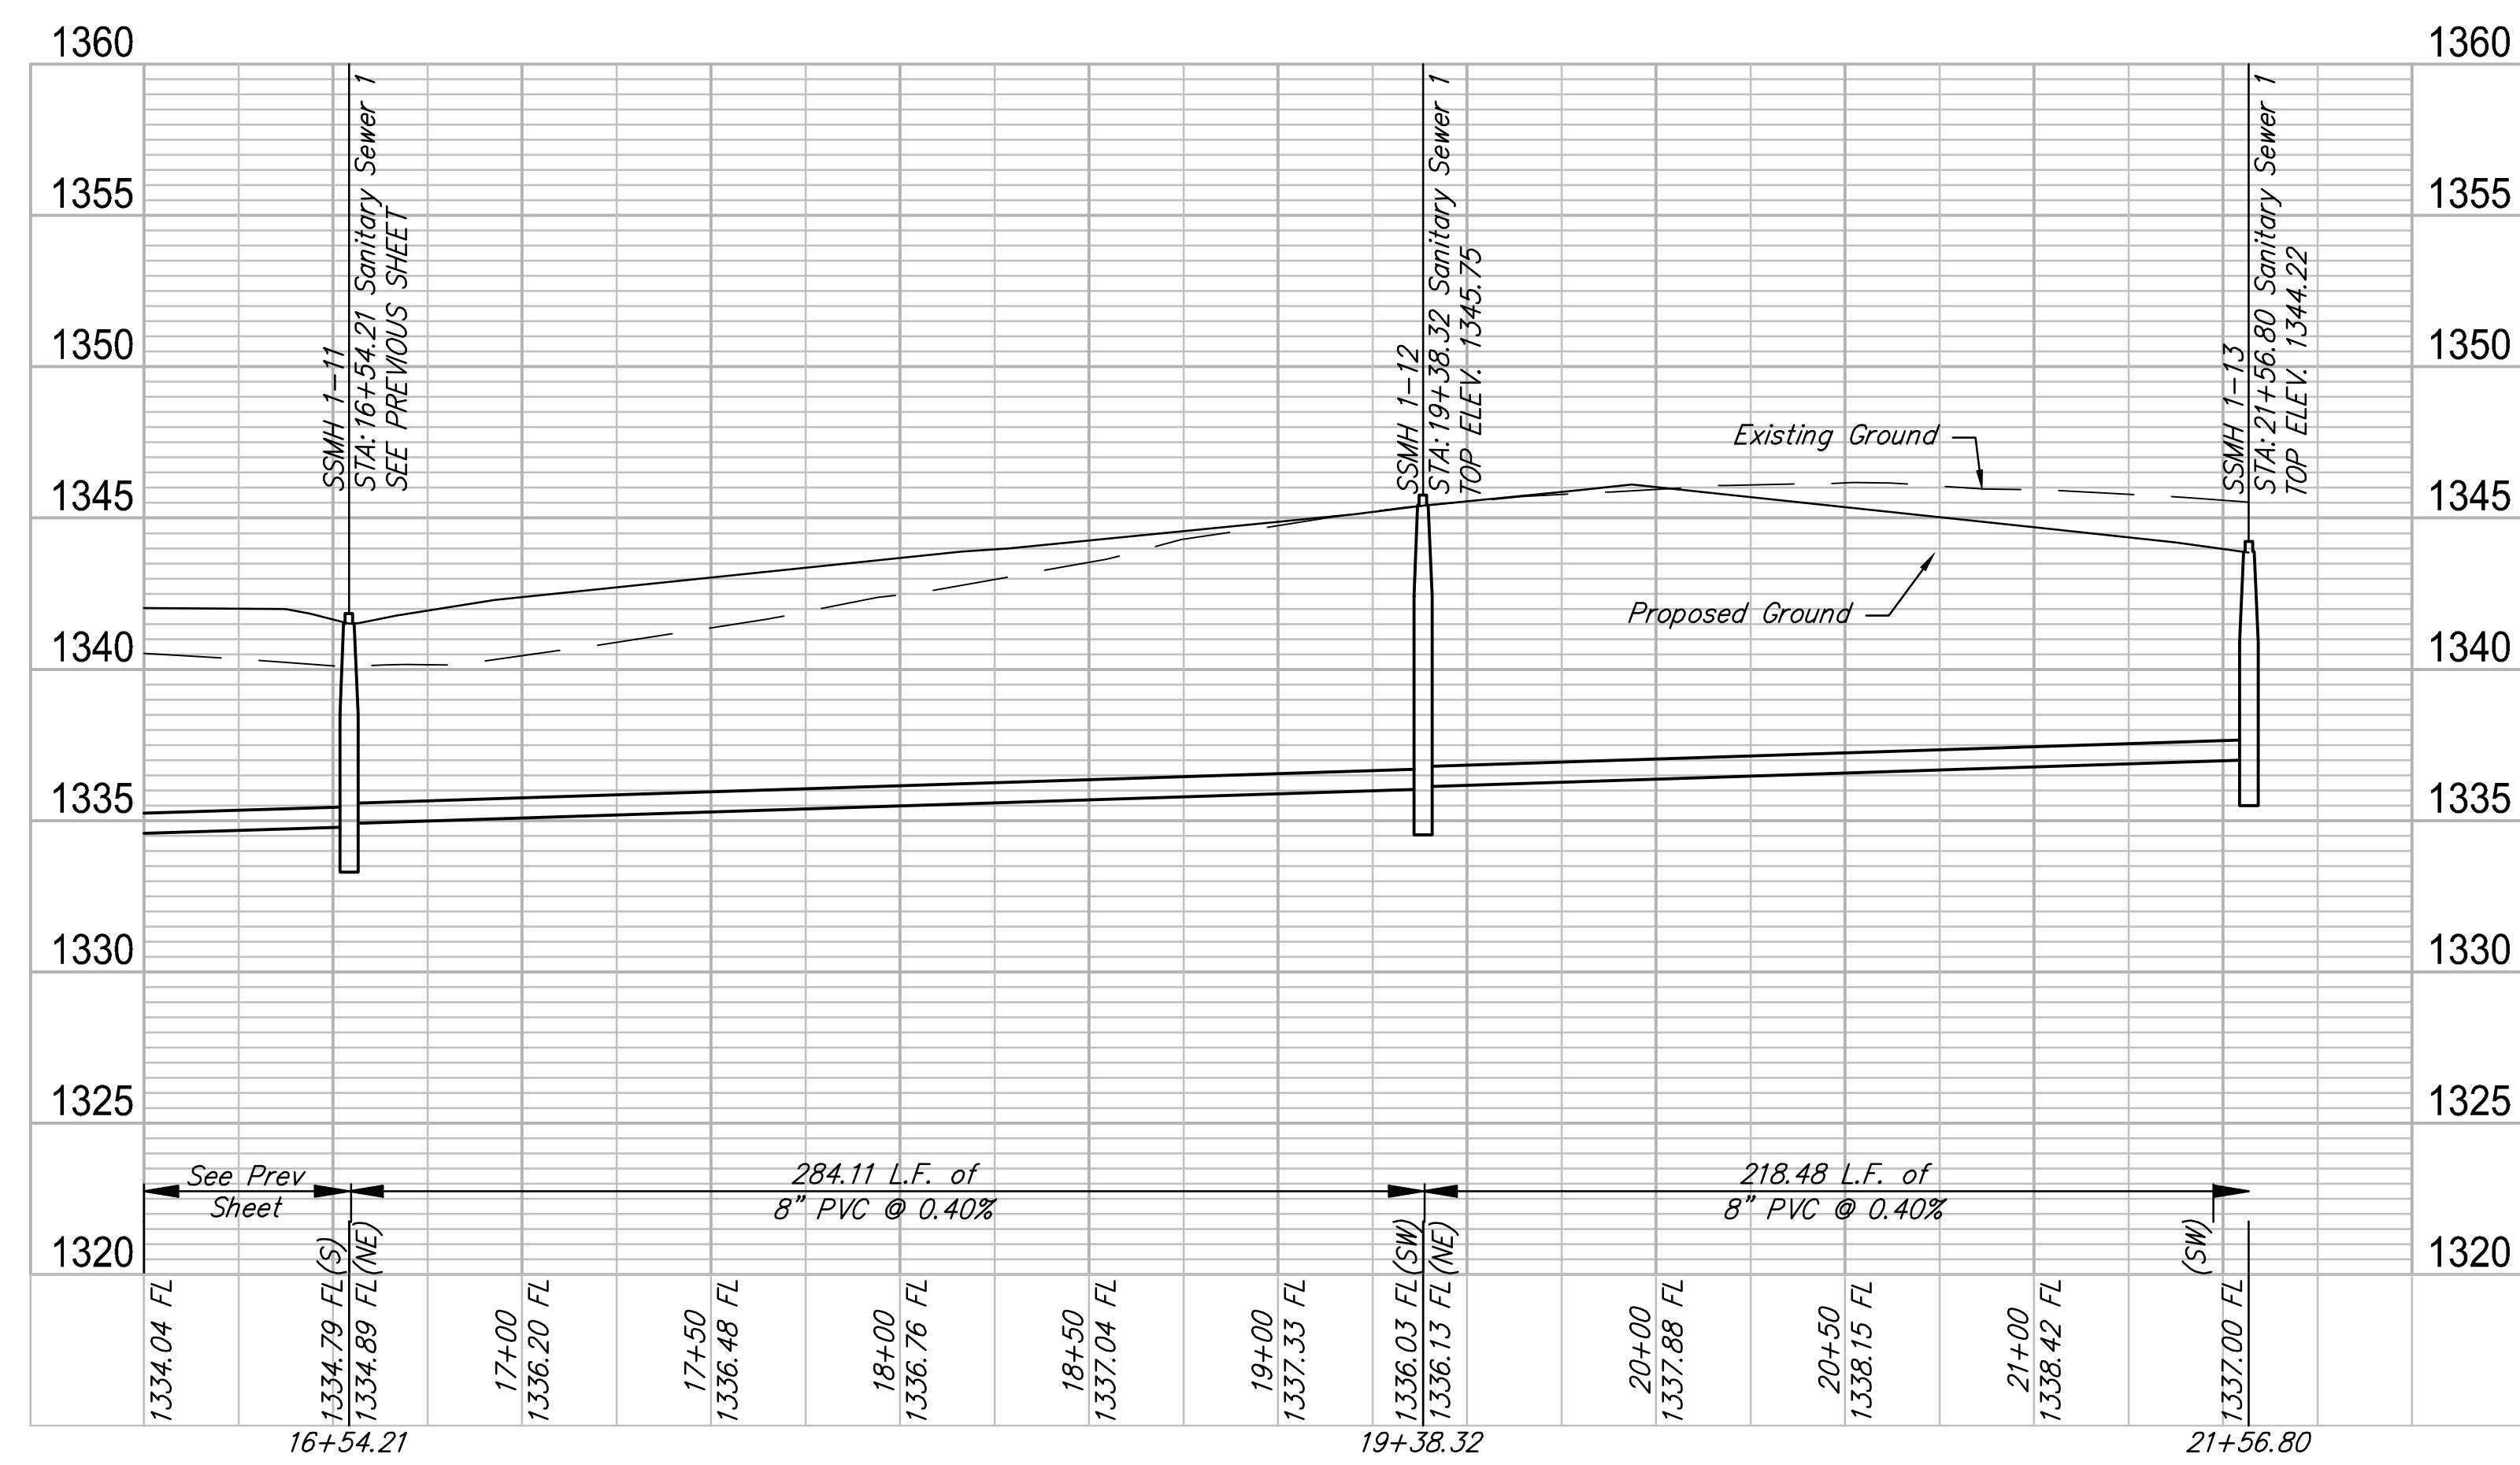 1360
1360
1355
1355
1350
1350
1345
1345
1340
1340
1335
1335
1330
1330
1325
1325
1320
1320
SSMH 1-11
STA:16+54.21 Sanitary Sewer 1
SEE PREVIOUS SHEET
SSMH 1-12
STA:19+38.32 Sanitary Sewer 1
TOP ELEV. 1345.75
SSMH 1-13
STA:21+56.80 Sanitary Sewer 1
TOP ELEV. 1344.22
Existing Ground
Proposed Ground
See Prev
Sheet
284.11 L.F. of
8" PVC @ 0.40%
218.48 L.F. of
8" PVC @ 0.40%
1334.04 FL
1334.79 FL(S)
1334.89 FL(NE)
17+00
1336.20 FL
17+50
1336.48 FL
18+00
1336.76 FL
18+50
1337.04 FL
19+00
1337.33 FL
1336.03 FL(SW)
1336.13 FL(NE)
20+00
1337.88 FL
20+50
1338.15 FL
21+00
1338.42 FL
(SW)
1337.00 FL
16+54.21
19+38.32
21+56.80